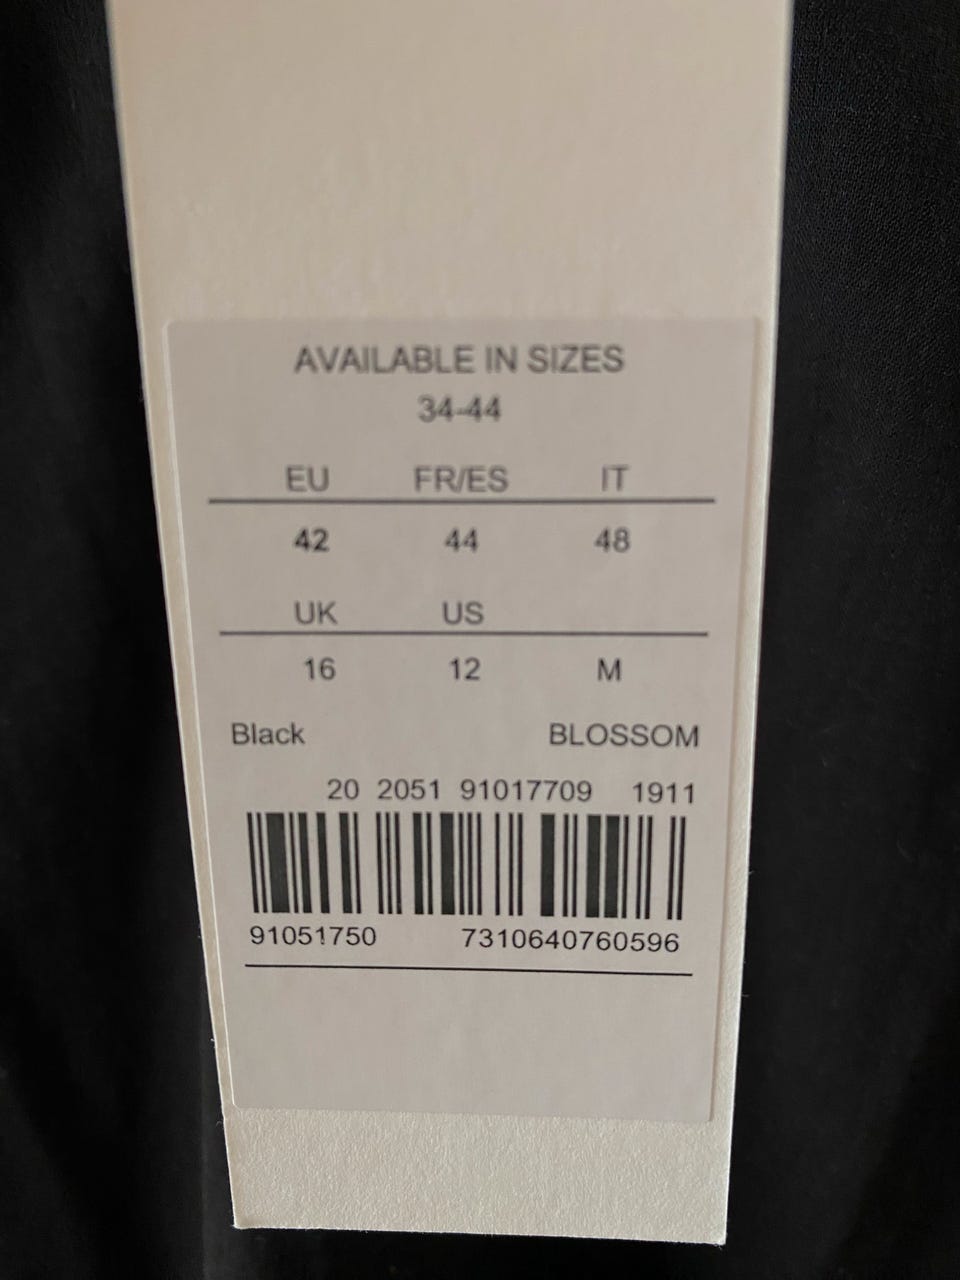 AVAILABLE IN SIZES
34-44
EU FR/ES IT
42 44 48
UK US
16 12 M
Black BLOSSOM
20 2051 91017709 1911
91051750 7310640760596